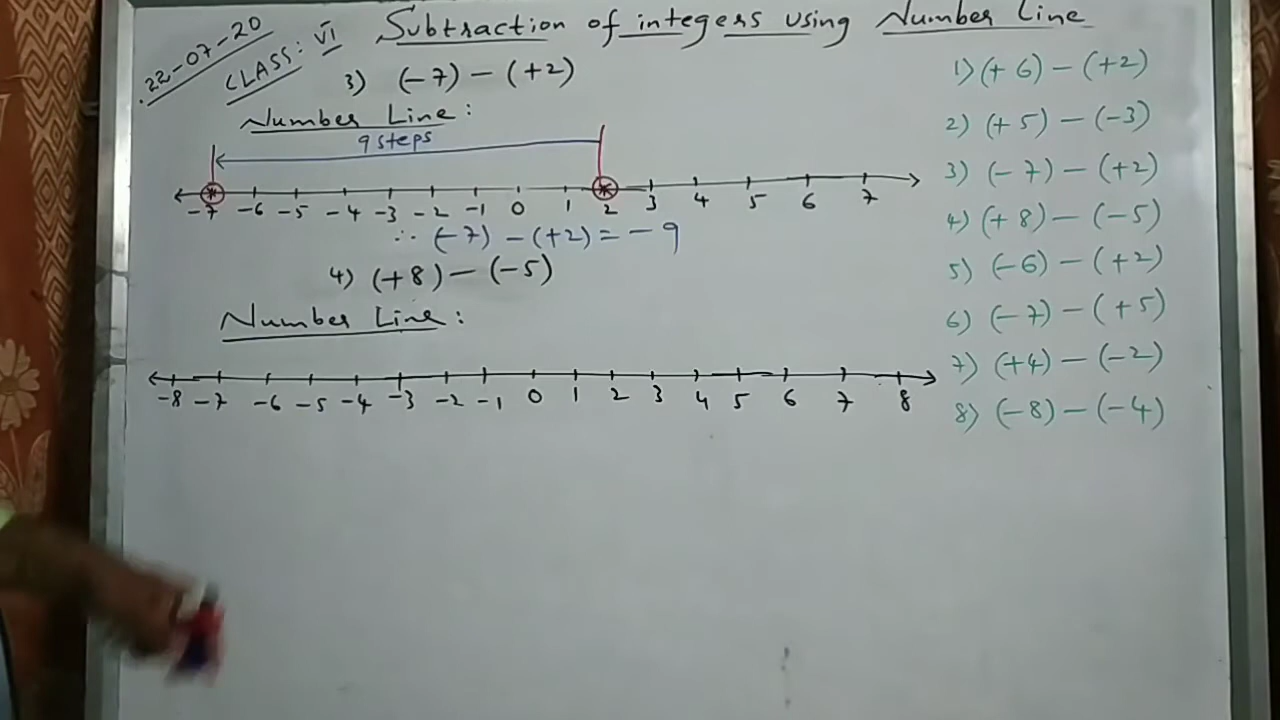 22-07-20
CLASS: VI
Subtraction of integers using Number Line
3) (-7) - (+2)
Number Line:
9 steps
-7 -6 -5 -4 -3 -2 -1 0 1 2 3 4 5 6 7
∴ (-7) - (+2) = -9
4) (+8) - (-5)
Number Line:
-8 -7 -6 -5 -4 -3 -2 -1 0 1 2 3 4 5 6 7 8
1) (+6) - (+2)
2) (+5) - (-3)
3) (-7) - (+2)
4) (+8) - (-5)
5) (-6) - (+2)
6) (-7) - (+5)
7) (+4) - (-2)
8) (-8) - (-4)